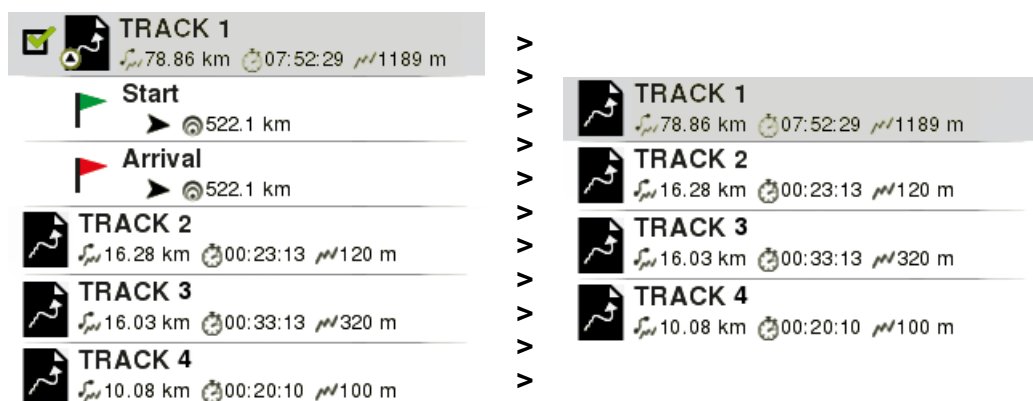 TRACK 1
78.86 km 07:52:29 1189 m
Start
522.1 km
Arrival
522.1 km
TRACK 2
16.28 km 00:23:13 120 m
TRACK 3
16.03 km 00:33:13 320 m
TRACK 4
10.08 km 00:20:10 100 m
>
>
>
>
>
>
>
>
>
>
>
TRACK 1
78.86 km 07:52:29 1189 m
TRACK 2
16.28 km 00:23:13 120 m
TRACK 3
16.03 km 00:33:13 320 m
TRACK 4
10.08 km 00:20:10 100 m